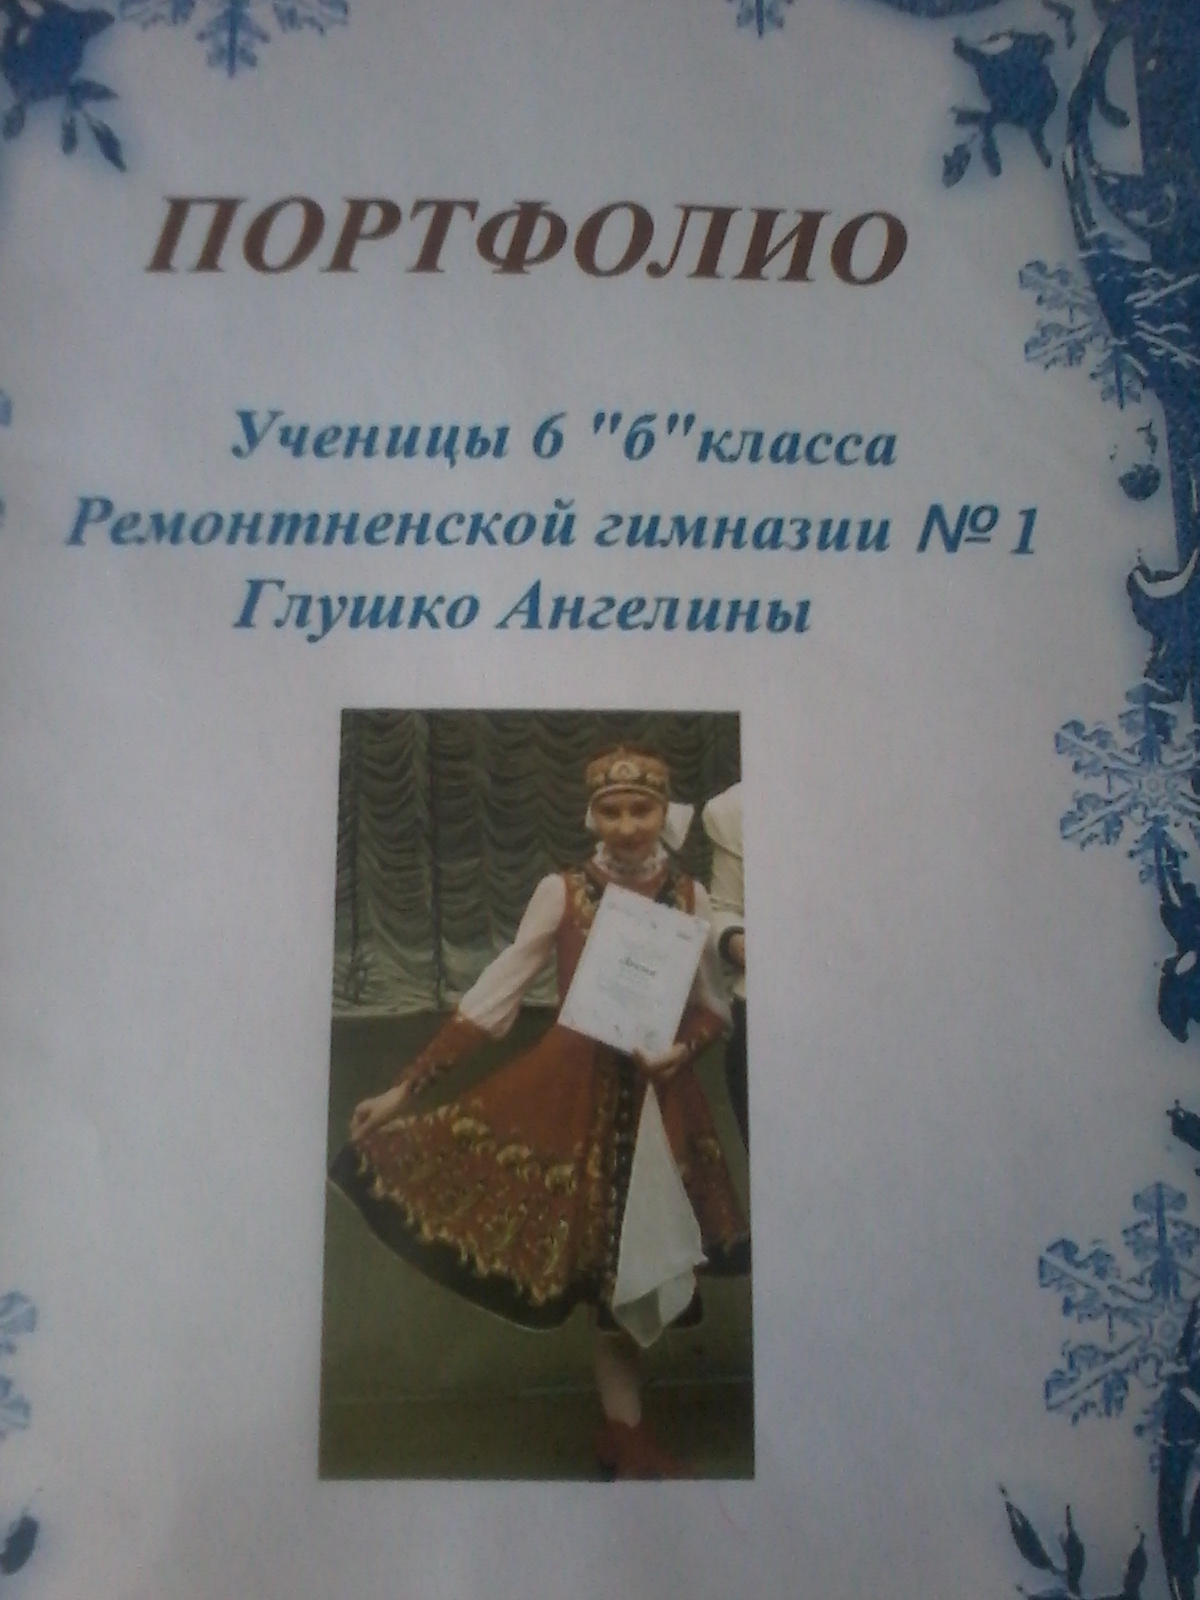 ПОРТФОЛИО
Ученицы 6 "б"класса
Ремонтненской гимназии № 1
Глушко Ангелины